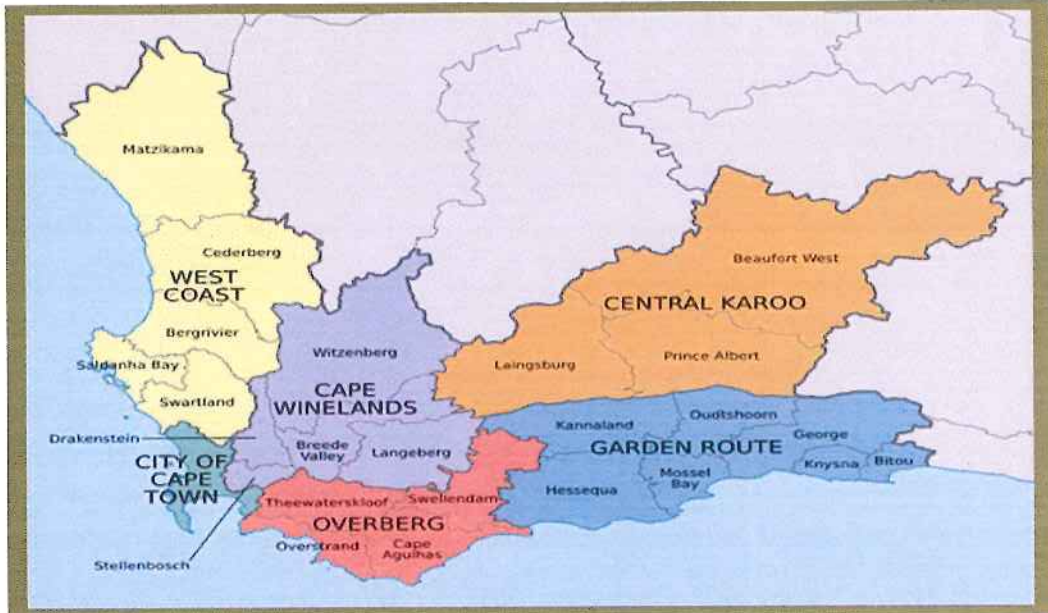 Matzikama
Cederberg
WEST
COAST
Bergrivier
Saldanha Bay
Swartland
Drakenstein
CITY OF
CAPE
TOWN
Stellenbosch
Witzenberg
CAPE
WINELANDS
Breede
Valley
Langeberg
Theewaterskloof
Swellendam
OVERBERG
Overstrand
Cape
Agulhas
Beaufort West
CENTRAL KAROO
Laingsburg
Prince Albert
Kannaland
Oudtshoorn
George
GARDEN ROUTE
Hessequa
Mossel
Bay
Knysna
Bitou